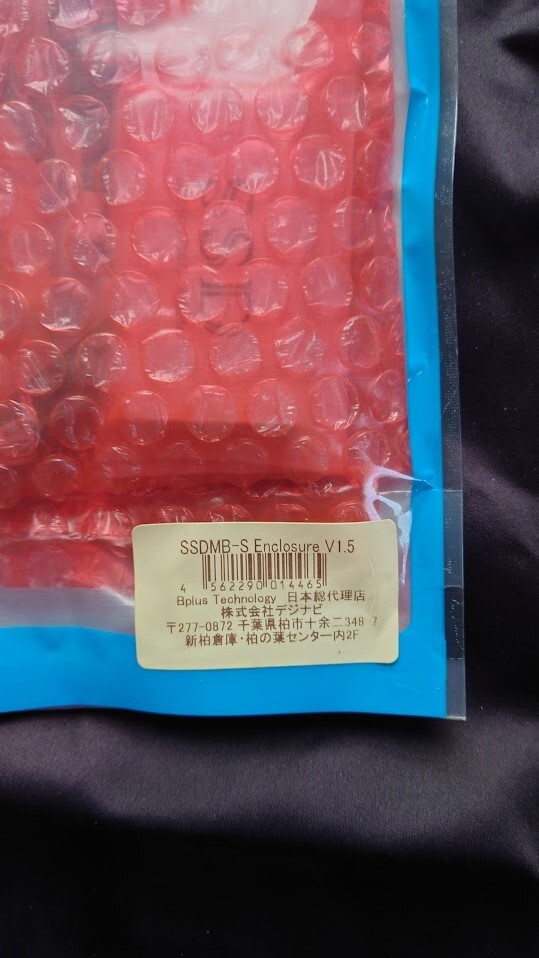 SSDMB-S Enclosure V1.5
4 562290 014465
Bplus Technology 日本総代理店
株式会社デジナビ
〒277-0872 千葉県柏市十余二348 7
新柏倉庫・柏の葉センター内2F